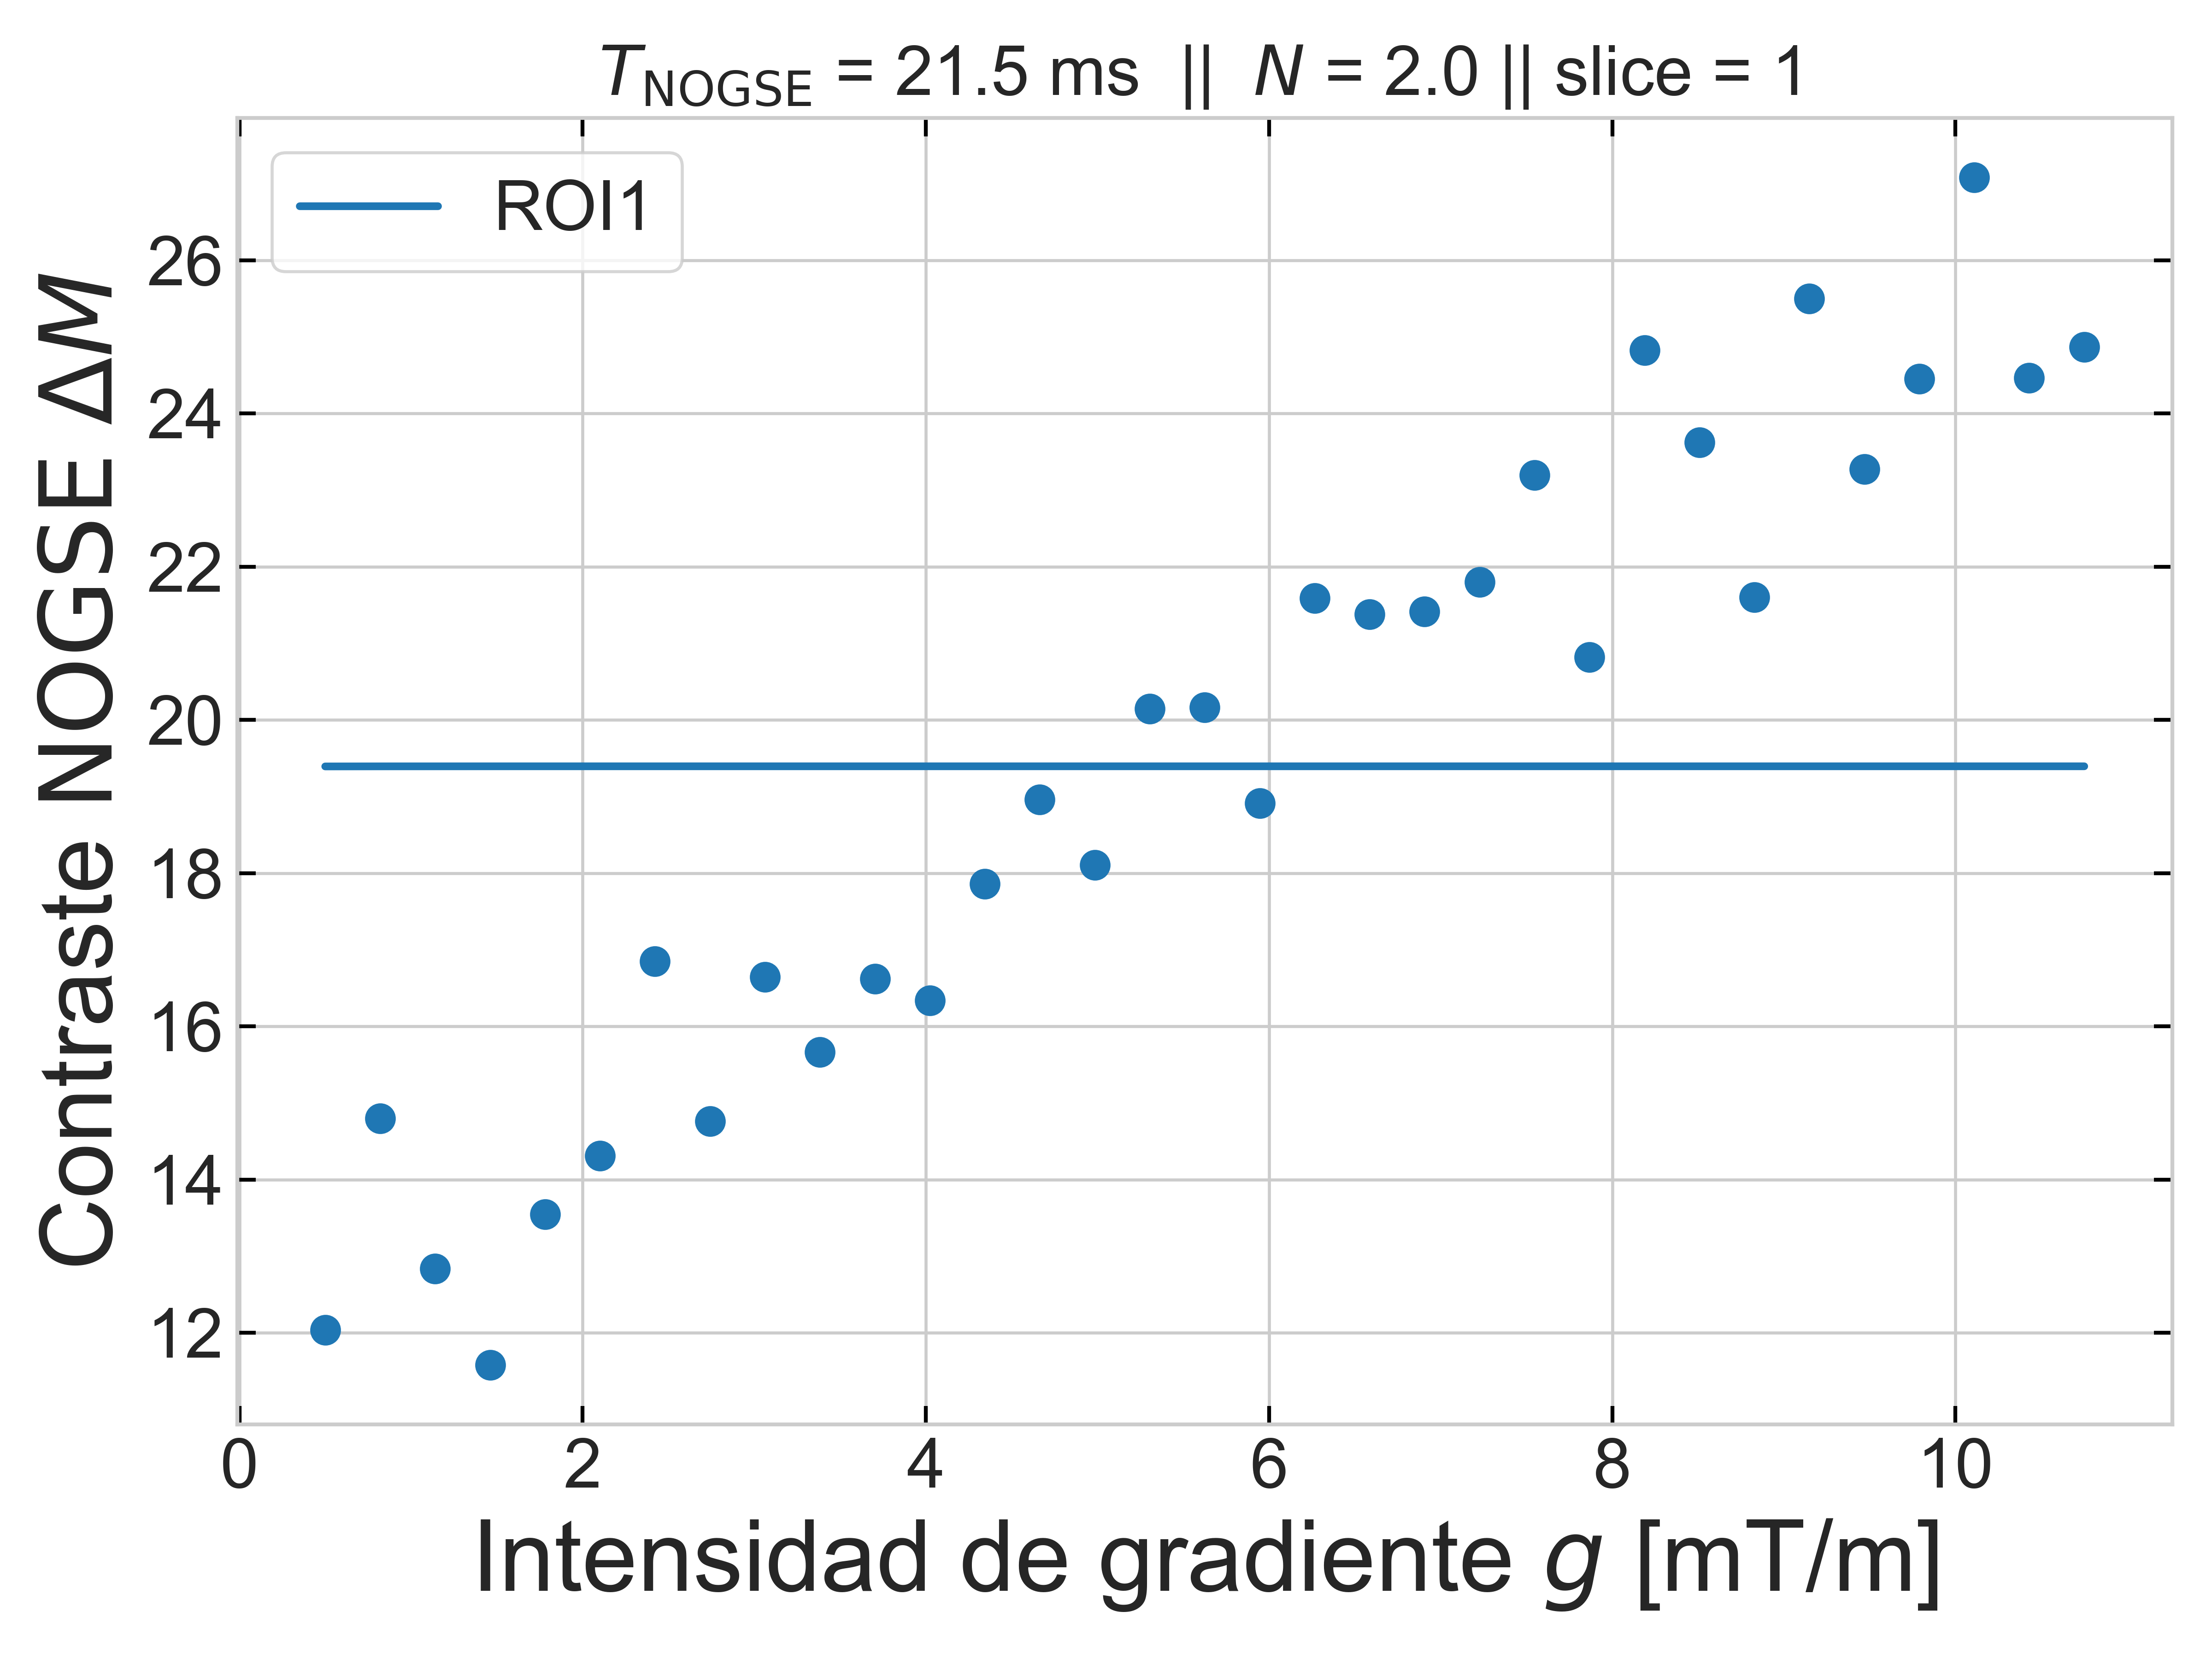 T_NOGSE = 21.5 ms || N = 2.0 || slice = 1
ROI1
Contraste NOGSE ΔM
26
24
22
20
18
16
14
12
0 2 4 6 8 10
Intensidad de gradiente g [mT/m]